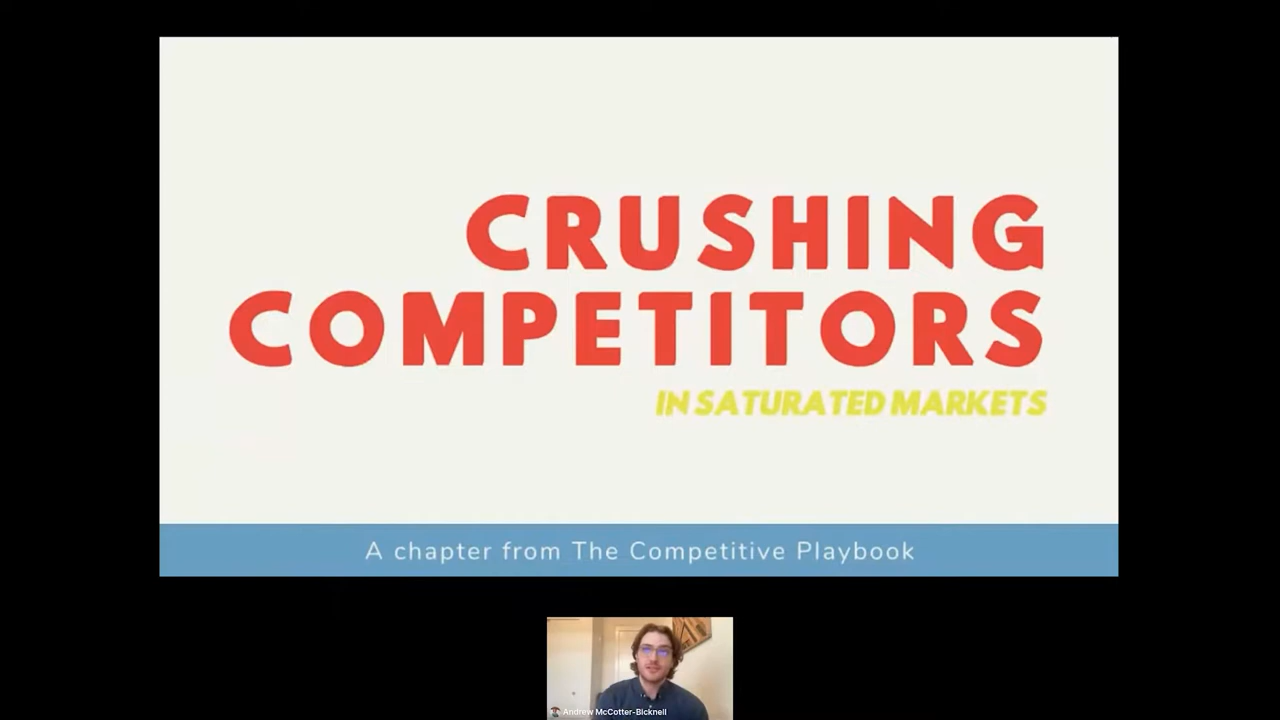 CRUSHING
COMPETITORS
IN SATURATED MARKETS
A chapter from The Competitive Playbook
Andrew McCotter-Bicknell